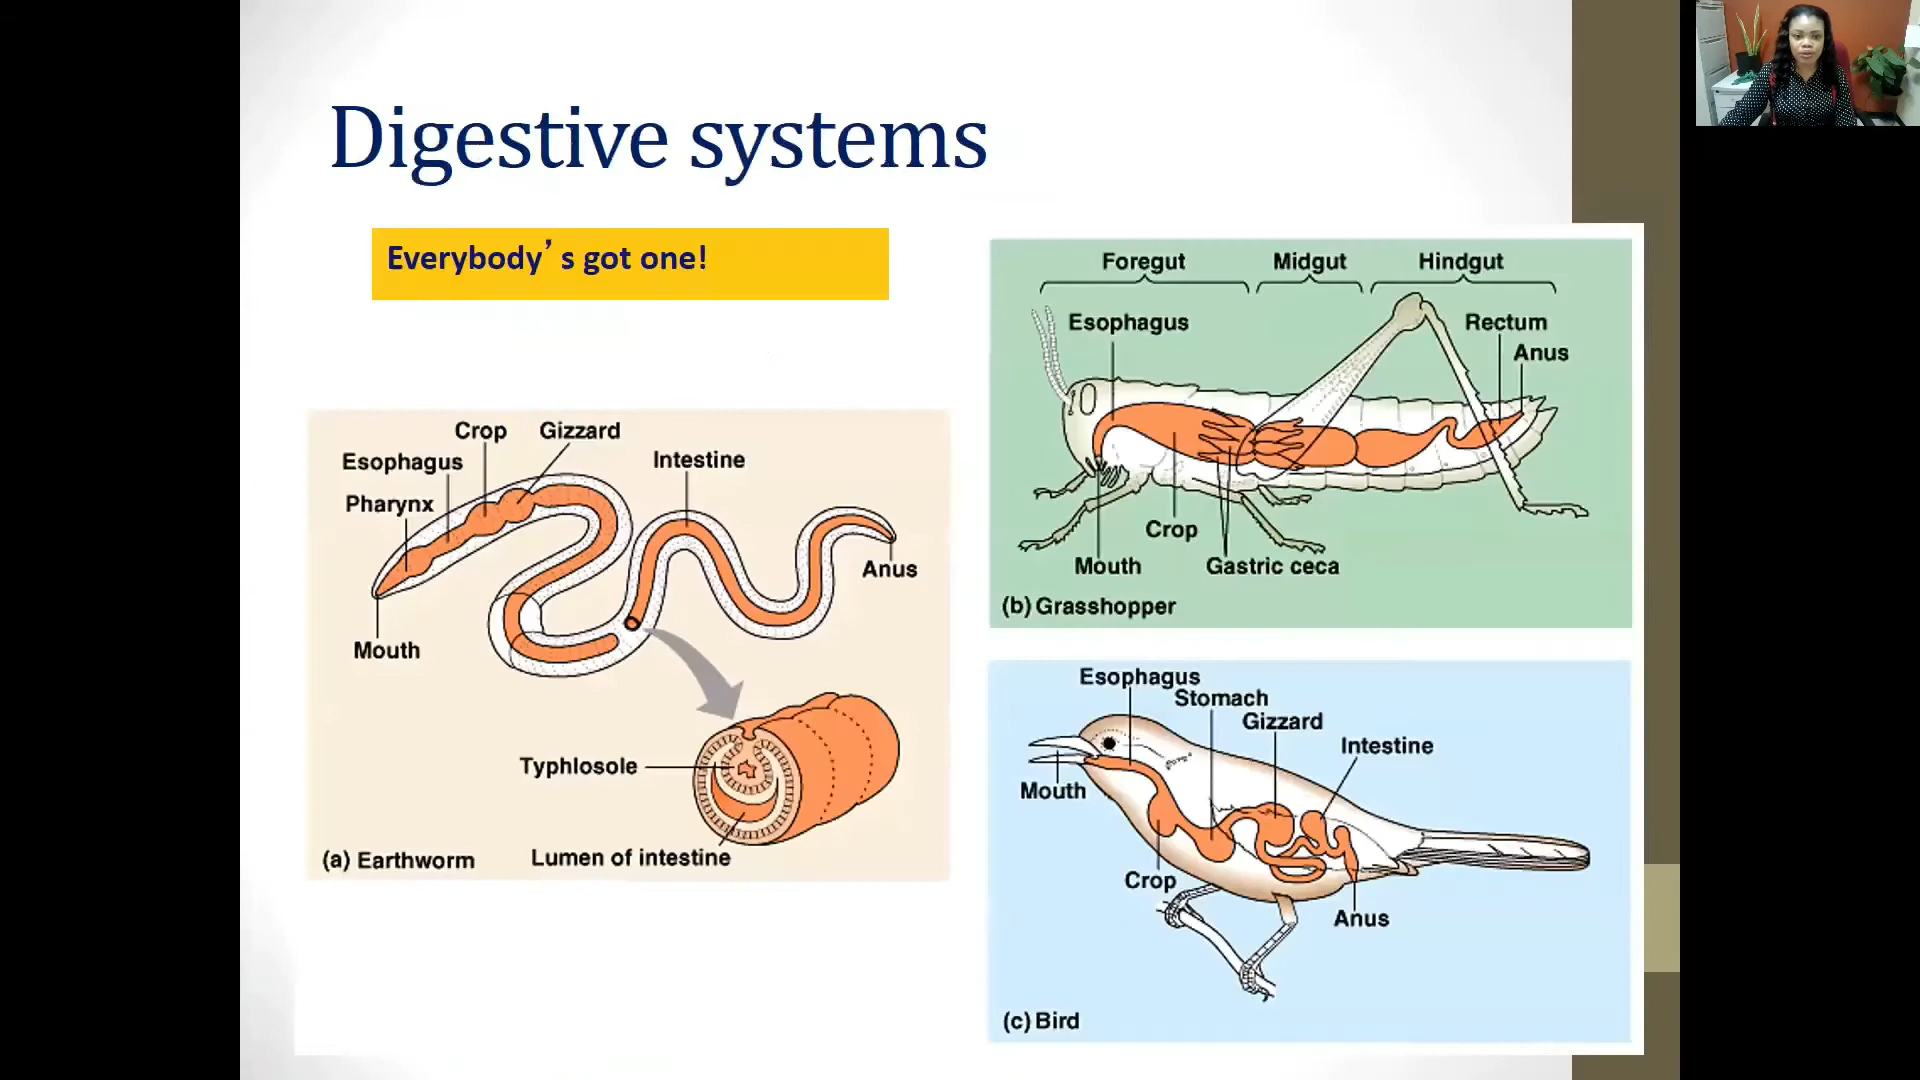 Digestive systems
Everybody’s got one!
Crop
Gizzard
Esophagus
Intestine
Pharynx
Anus
Mouth
Typhlosole
Lumen of intestine
(a) Earthworm
Foregut
Midgut
Hindgut
Esophagus
Rectum
Anus
Crop
Mouth
Gastric ceca
(b) Grasshopper
Esophagus
Stomach
Gizzard
Intestine
Mouth
Crop
Anus
(c) Bird